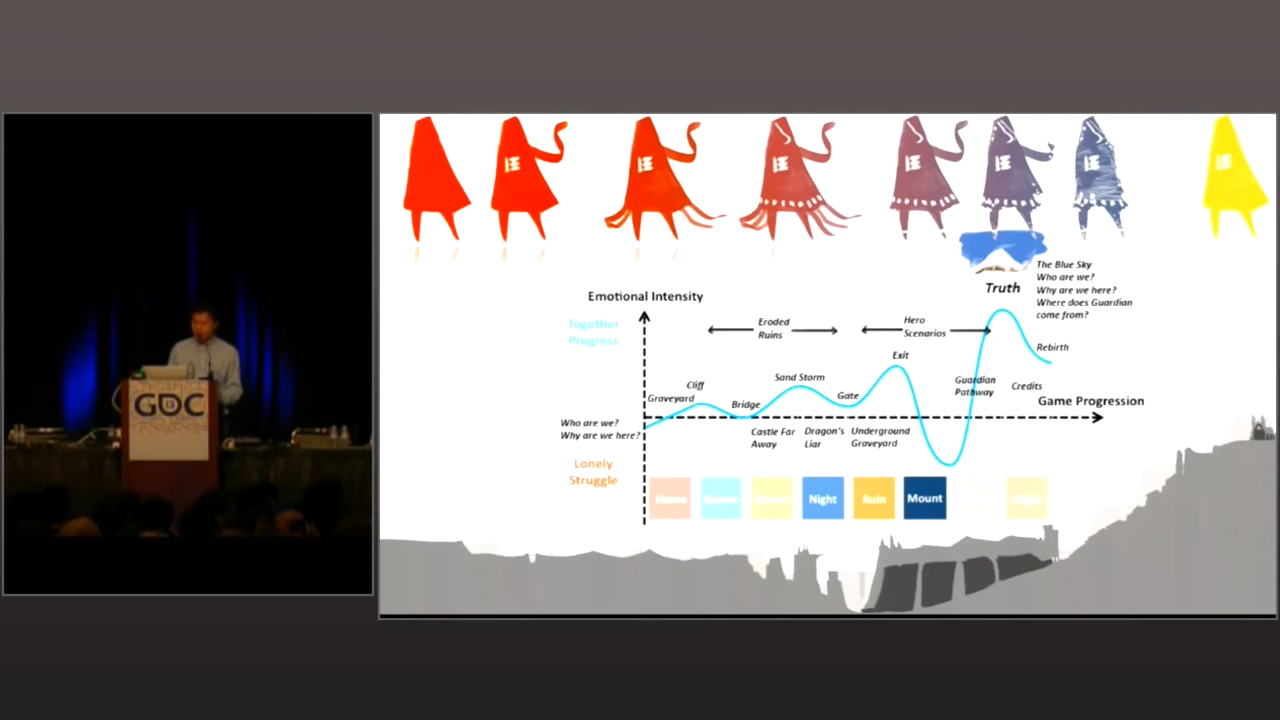 GDC
13
The Blue Sky
Who are we?
Why are we here?
Where does Guardian
come from?
Truth
Emotional Intensity
Together
Progress
Eroded
Ruins
Hero
Scenarios
Exit
Rebirth
Sand Storm
Cliff
Graveyard
Bridge
Gate
Guardian
Pathway
Credits
Game Progression
Who are we?
Why are we here?
Castle Far
Away
Dragon's
Liar
Underground
Graveyard
Lonely
Struggle
Home
Night
Ruin
Mount